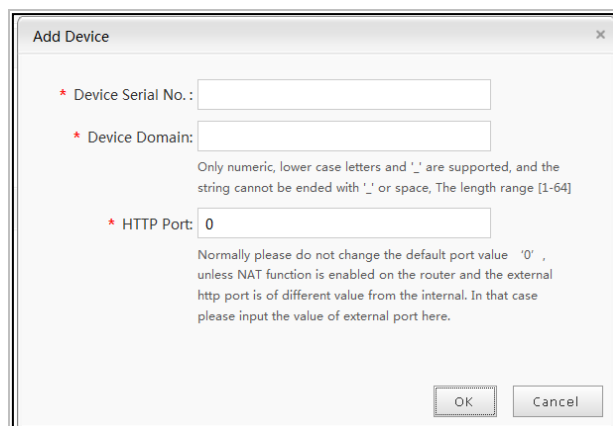 Add Device ×
* Device Serial No. :
* Device Domain:
Only numeric, lower case letters and '_' are supported, and the
string cannot be ended with '_' or space, The length range [1-64]
* HTTP Port: 0
Normally please do not change the default port value ‘0’,
unless NAT function is enabled on the router and the external
http port is of different value from the internal. In that case
please input the value of external port here.
OK Cancel